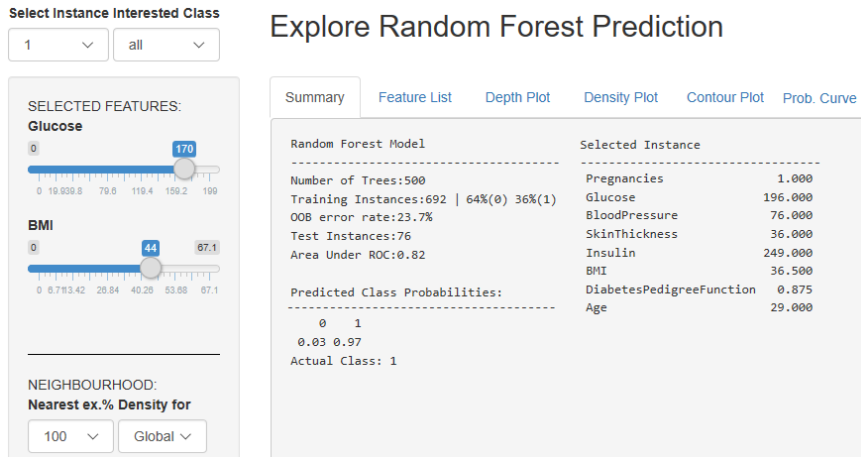 Select Instance Interested Class
1 all
SELECTED FEATURES:
Glucose
0 170
0 19.939.8 79.6 119.4 159.2 199
BMI
0 44 67.1
0 6.713.42 26.84 40.26 53.68 67.1
NEIGHBOURHOOD:
Nearest ex.% Density for
100 Global
Explore Random Forest Prediction
Summary Feature List Depth Plot Density Plot Contour Plot Prob. Curve
Random Forest Model
-----------------------------------
Number of Trees:500
Training Instances:692 | 64%(0) 36%(1)
OOB error rate:23.7%
Test Instances:76
Area Under ROC:0.82
Predicted Class Probabilities:
-----------------------------------
0 1
0.03 0.97
Actual Class: 1
Selected Instance
-------------------------------
Pregnancies 1.000
Glucose 196.000
BloodPressure 76.000
SkinThickness 36.000
Insulin 249.000
BMI 36.500
DiabetesPedigreeFunction 0.875
Age 29.000